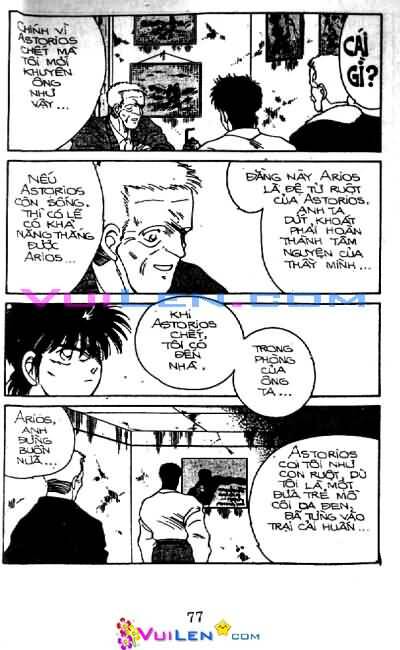 CHÍNH VÌ
ASTORIOS
CHẾT MÀ
TÔI MỚI
KHUYÊN
ÔNG
NHƯ
VẬY...
CÁI
GÌ?
NẾU
ASTORIOS
CÒN SỐNG.
THÌ CÓ LẼ
CÓ KHẢ
NĂNG THẮNG
ĐƯỢC
ARIOS...
ĐẰNG NÀY ARIOS
LÀ ĐỆ TỬ RUỘT
CỦA ASTORIOS,
ANH TA
DỨT KHOÁT
PHẢI HOÀN
THÀNH TÂM
NGUYỆN CỦA
THẦY MÌNH...
VUILEN.COM
KHI
ASTORIOS
CHẾT,
TÔI CÓ
ĐẾN
NHÀ.
TRONG
PHÒNG
CỦA
ÔNG
TA...
ARIOS,
ANH
ĐỪNG
BUỒN
NỮA...
ASTORIOS
COI TÔI NHƯ
CON RUỘT, DÙ
TÔI LÀ MỘT
ĐỨA TRẺ MỒ
CÔI DA ĐEN,
ĐÃ TỪNG VÀO
TRẠI CẢI HUẤN...
77
VUILEN.COM